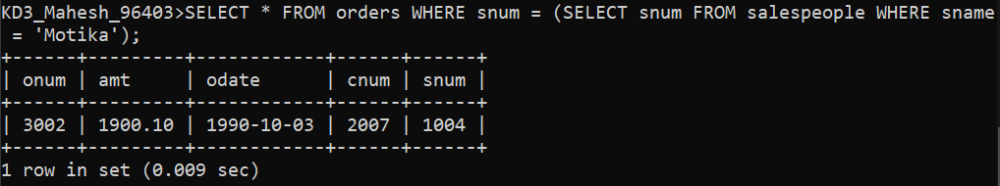 KD3_Mahesh_96403>SELECT * FROM orders WHERE snum = (SELECT snum FROM salespeople WHERE sname
 = 'Motika');
+------+---------+------------+------+------+
| onum | amt     | odate      | cnum | snum |
+------+---------+------------+------+------+
| 3002 | 1900.10 | 1990-10-03 | 2007 | 1004 |
+------+---------+------------+------+------+
1 row in set (0.009 sec)